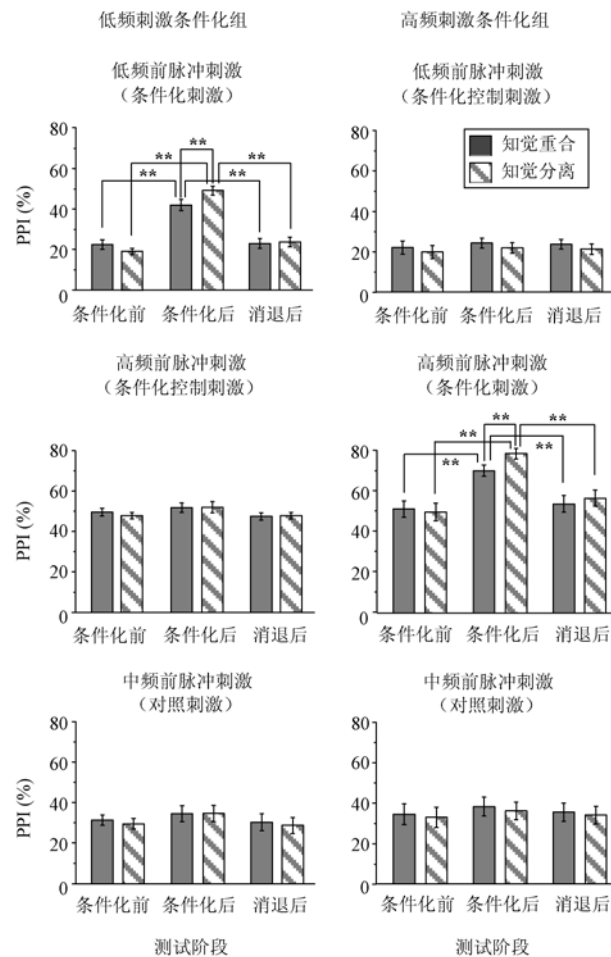 低频刺激条件化组
高频刺激条件化组
低频前脉冲刺激
（条件化刺激）
低频前脉冲刺激
（条件化控制刺激）
PPI (%)
80
60
40
20
0
** ** ** ** **
条件化前 条件化后 消退后
80
60
40
20
0
知觉重合
知觉分离
条件化前 条件化后 消退后
高频前脉冲刺激
（条件化控制刺激）
高频前脉冲刺激
（条件化刺激）
PPI (%)
80
60
40
20
0
条件化前 条件化后 消退后
80
60
40
20
0
** ** ** ** **
条件化前 条件化后 消退后
中频前脉冲刺激
（对照刺激）
中频前脉冲刺激
（对照刺激）
PPI (%)
80
60
40
20
0
条件化前 条件化后 消退后
80
60
40
20
0
条件化前 条件化后 消退后
测试阶段
测试阶段